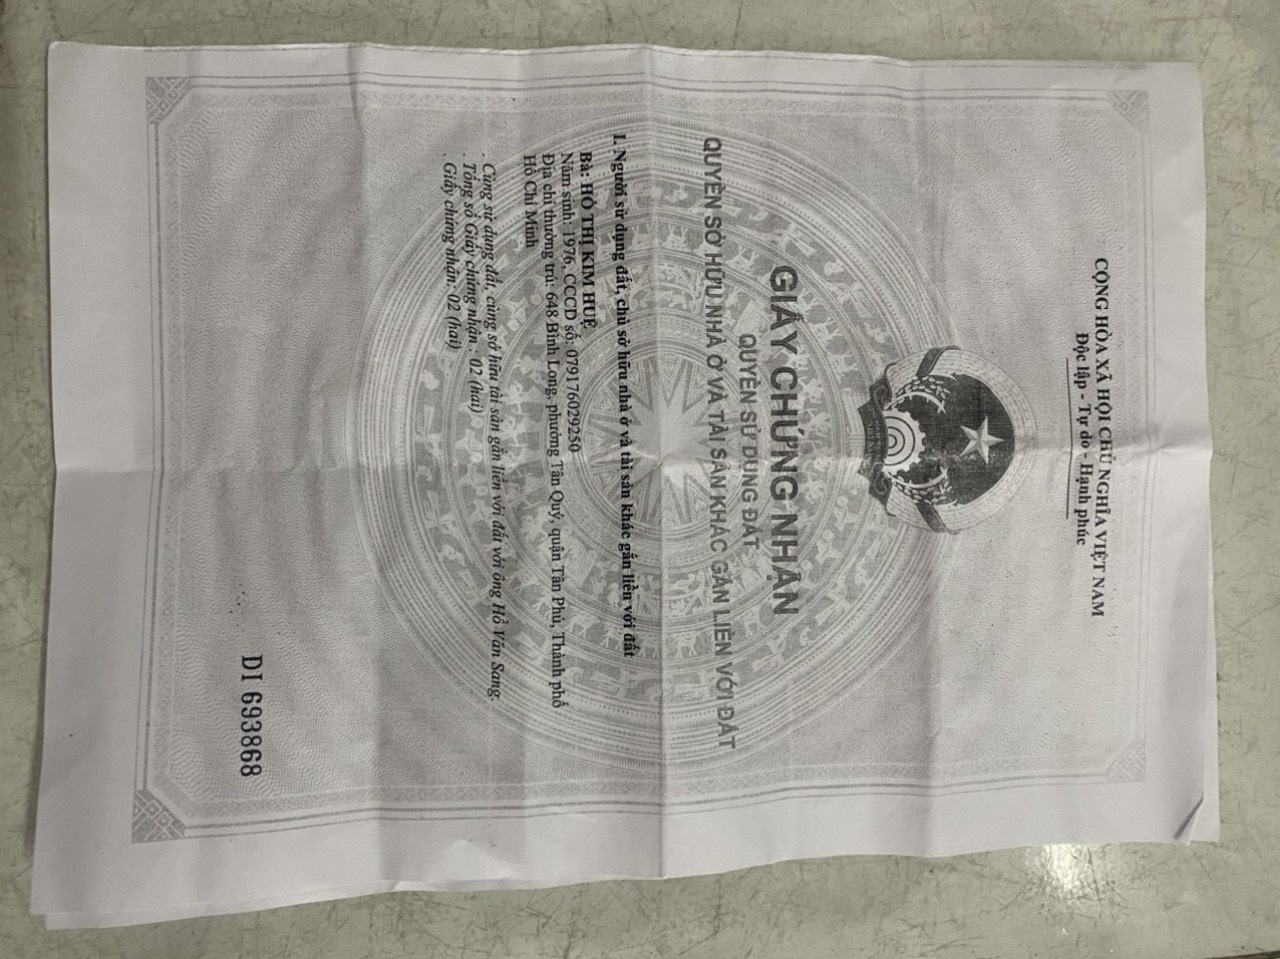 CỘNG HÒA XÃ HỘI CHỦ NGHĨA VIỆT NAM
Độc lập - Tự do - Hạnh phúc
GIẤY CHỨNG NHẬN
QUYỀN SỬ DỤNG ĐẤT
QUYỀN SỞ HỮU NHÀ Ở VÀ TÀI SẢN KHÁC GẮN LIỀN VỚI ĐẤT
I. Người sử dụng đất, chủ sở hữu nhà ở và tài sản khác gắn liền với đất
Bà: HỒ THỊ KIM HUỆ
Năm sinh: 1976, CCCD số: 079176029250
Địa chỉ thường trú: 648 Bình Long, phường Tân Quý, quận Tân Phú, Thành phố
Hồ Chí Minh
. Cùng sử dụng đất, cùng sở hữu tài sản gắn liền với đất với ông Hồ Văn Sang.
. Tổng số Giấy chứng nhận : 02 (hai)
. Giấy chứng nhận: 02 (hai)
DI 693868